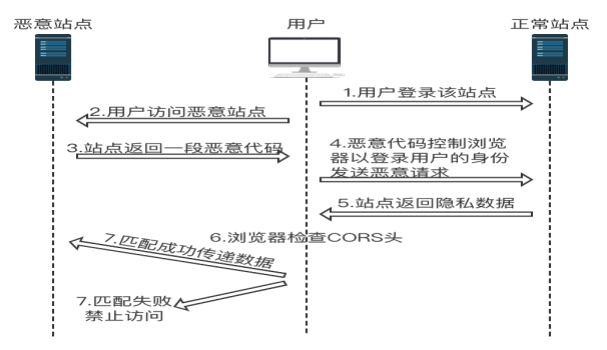 恶意站点
用户
正常站点
1.用户登录该站点
2.用户访问恶意站点
3.站点返回一段恶意代码
4.恶意代码控制浏览
器以登录用户的身份
发送恶意请求
5.站点返回隐私数据
6.浏览器检查CORS头
7.匹配成功传递数据
7.匹配失败
禁止访问